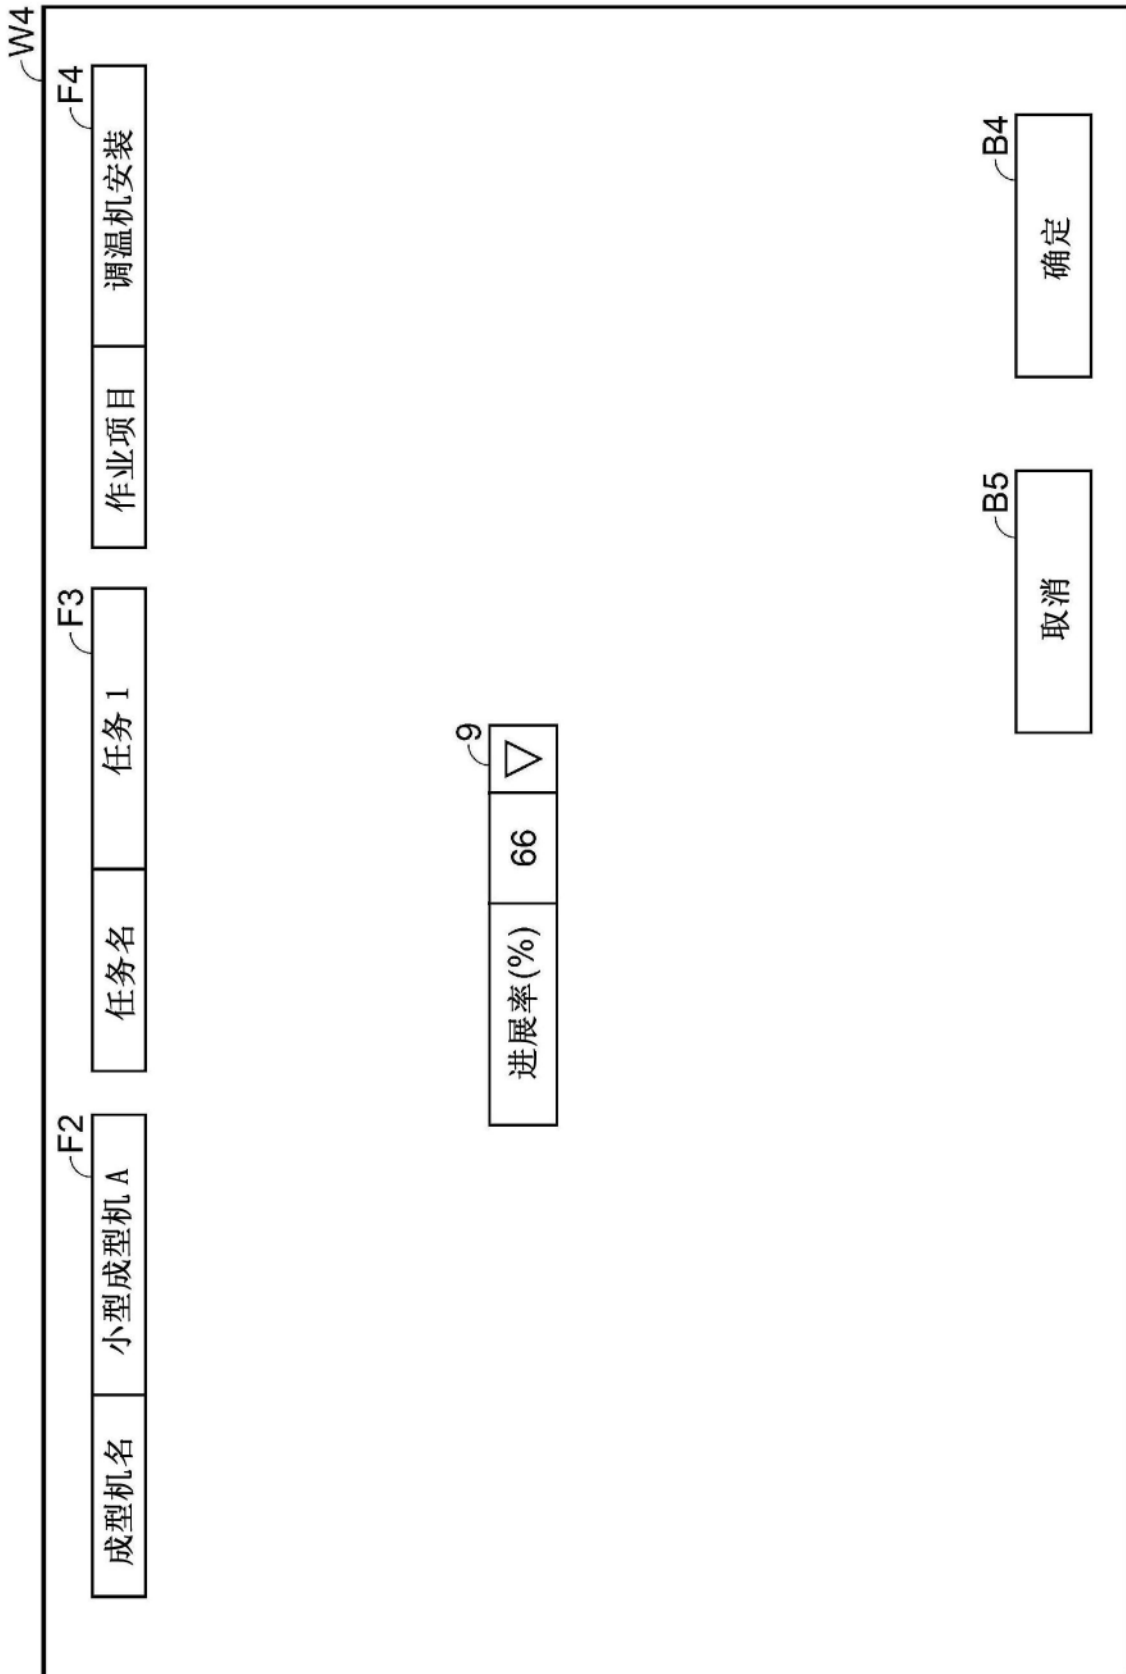 W4
F2
F3
F4
成型机名 小型成型机 A
任务名 任务 1
作业项目 调温机安装
9
进展率(%) 66 ▽
B5
B4
取消
确定